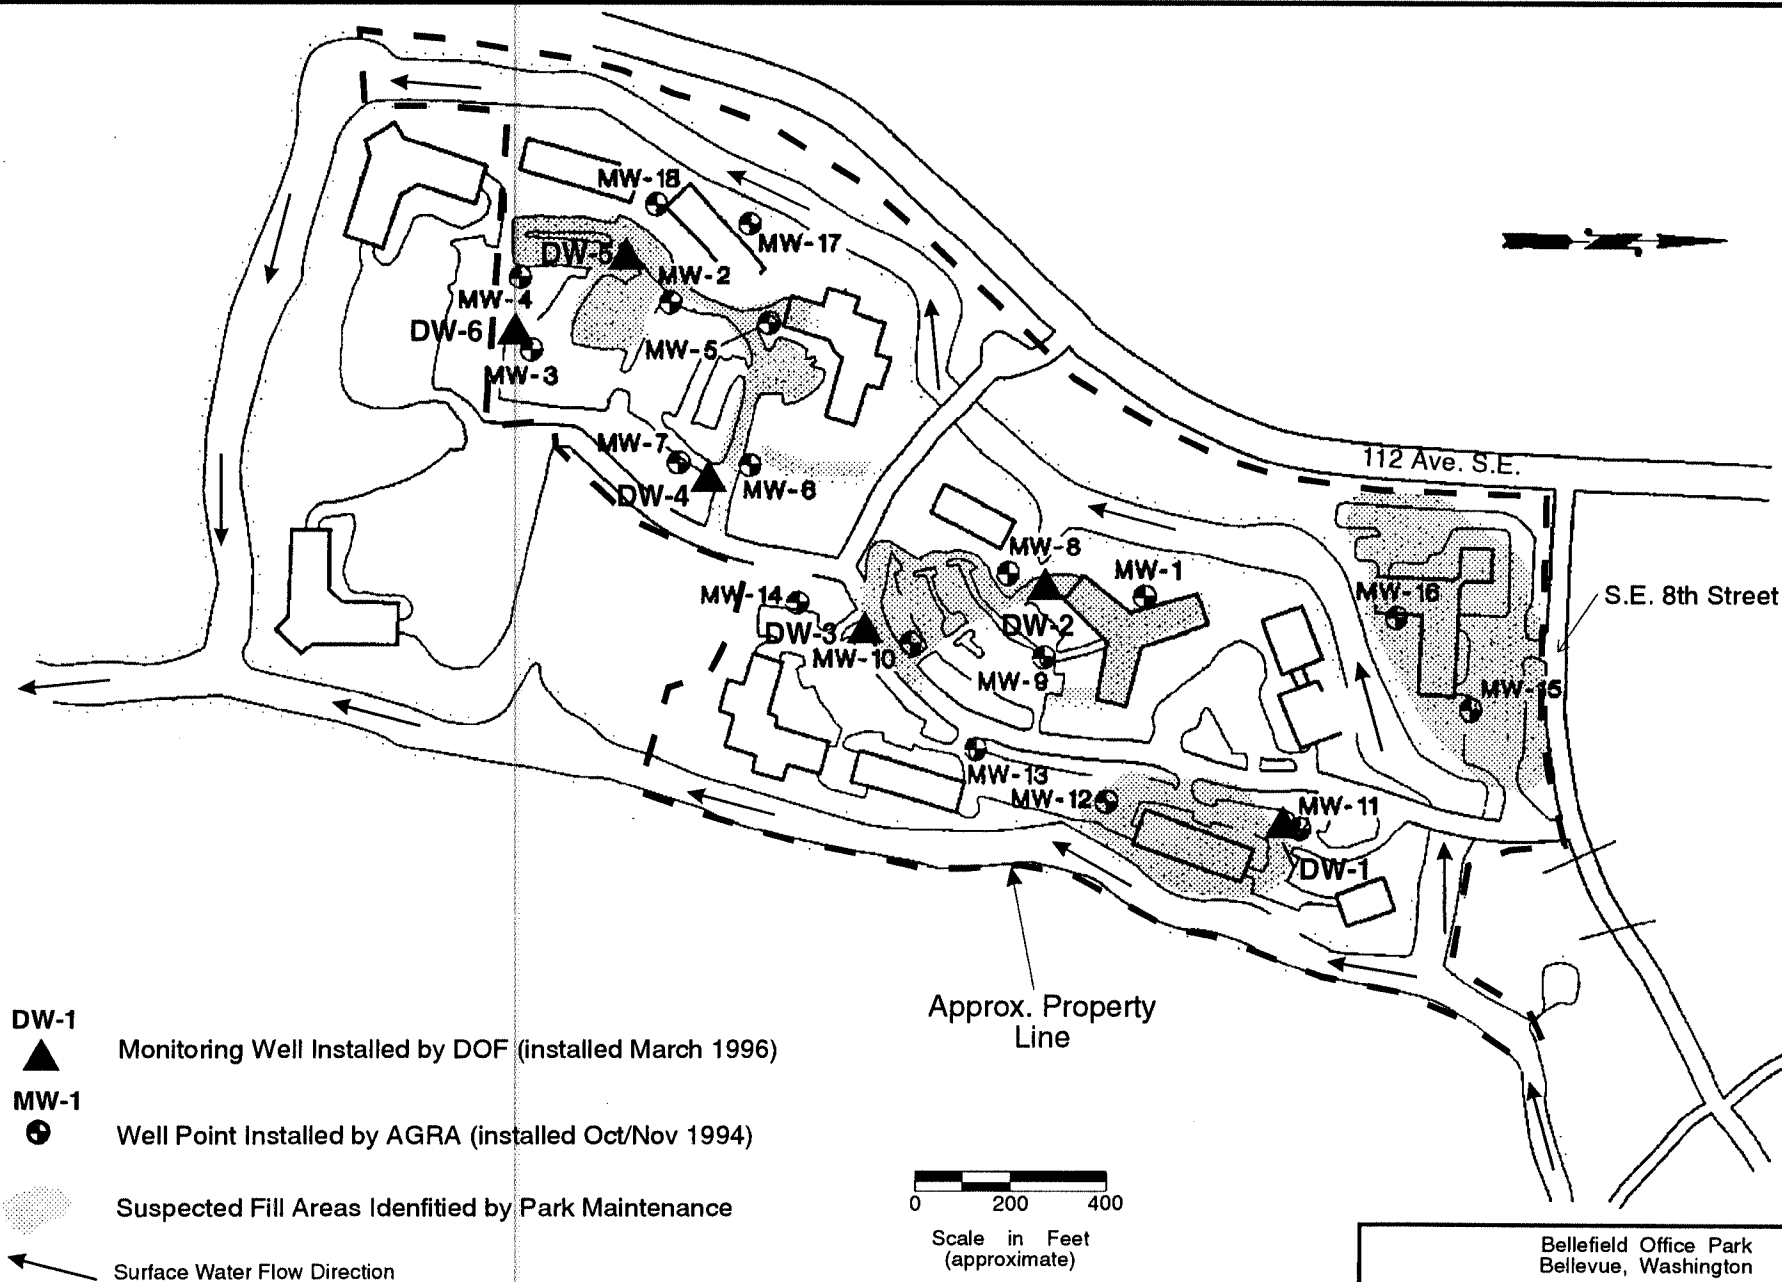 MW-18
MW-17
DW-5
MW-2
MW-4
DW-6
MW-5
MW-3
MW-7
DW-4
MW-6
112 Ave. S.E.
MW-8
MW-1
MW-14
DW-3
DW-2
MW-10
MW-9
MW-16
S.E. 8th Street
MW-15
MW-13
MW-12
MW-11
DW-1
Approx. Property
Line
DW-1
Monitoring Well Installed by DOF (installed March 1996)
MW-1
Well Point Installed by AGRA (installed Oct/Nov 1994)
Suspected Fill Areas Idenfitied by Park Maintenance
Surface Water Flow Direction
0 200 400
Scale in Feet
(approximate)
Bellefield Office Park
Bellevue, Washington